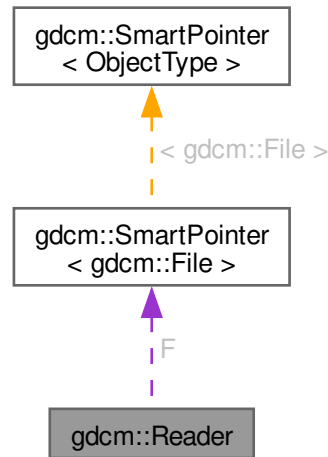 gdcm::SmartPointer
< ObjectType >
< gdcm::File >
gdcm::SmartPointer
< gdcm::File >
F
gdcm::Reader